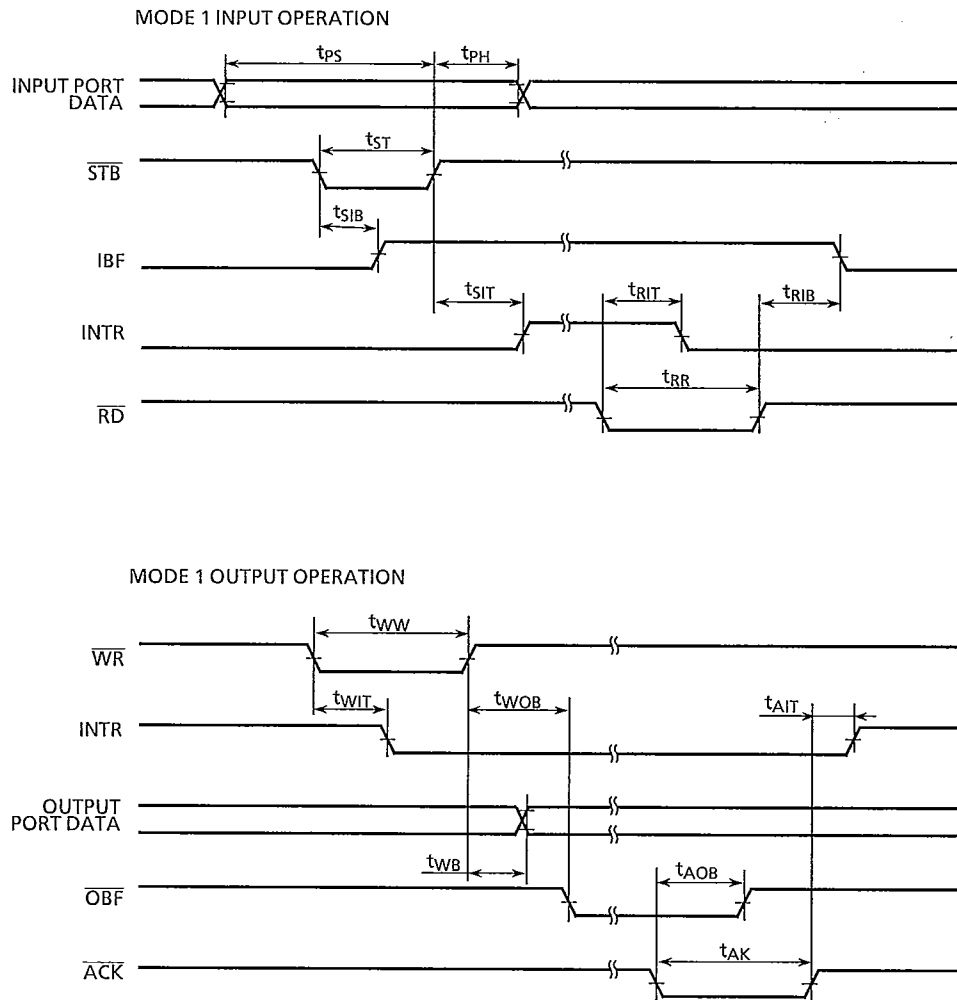 MODE 1 INPUT OPERATION
tPS
tPH
INPUT PORT
DATA
tST
STB
tSIB
IBF
tSIT
tRIT
tRIB
INTR
tRR
RD
MODE 1 OUTPUT OPERATION
tWW
WR
tWIT
tWOB
tAIT
INTR
OUTPUT
PORT DATA
tWB
tAOB
OBF
tAK
ACK